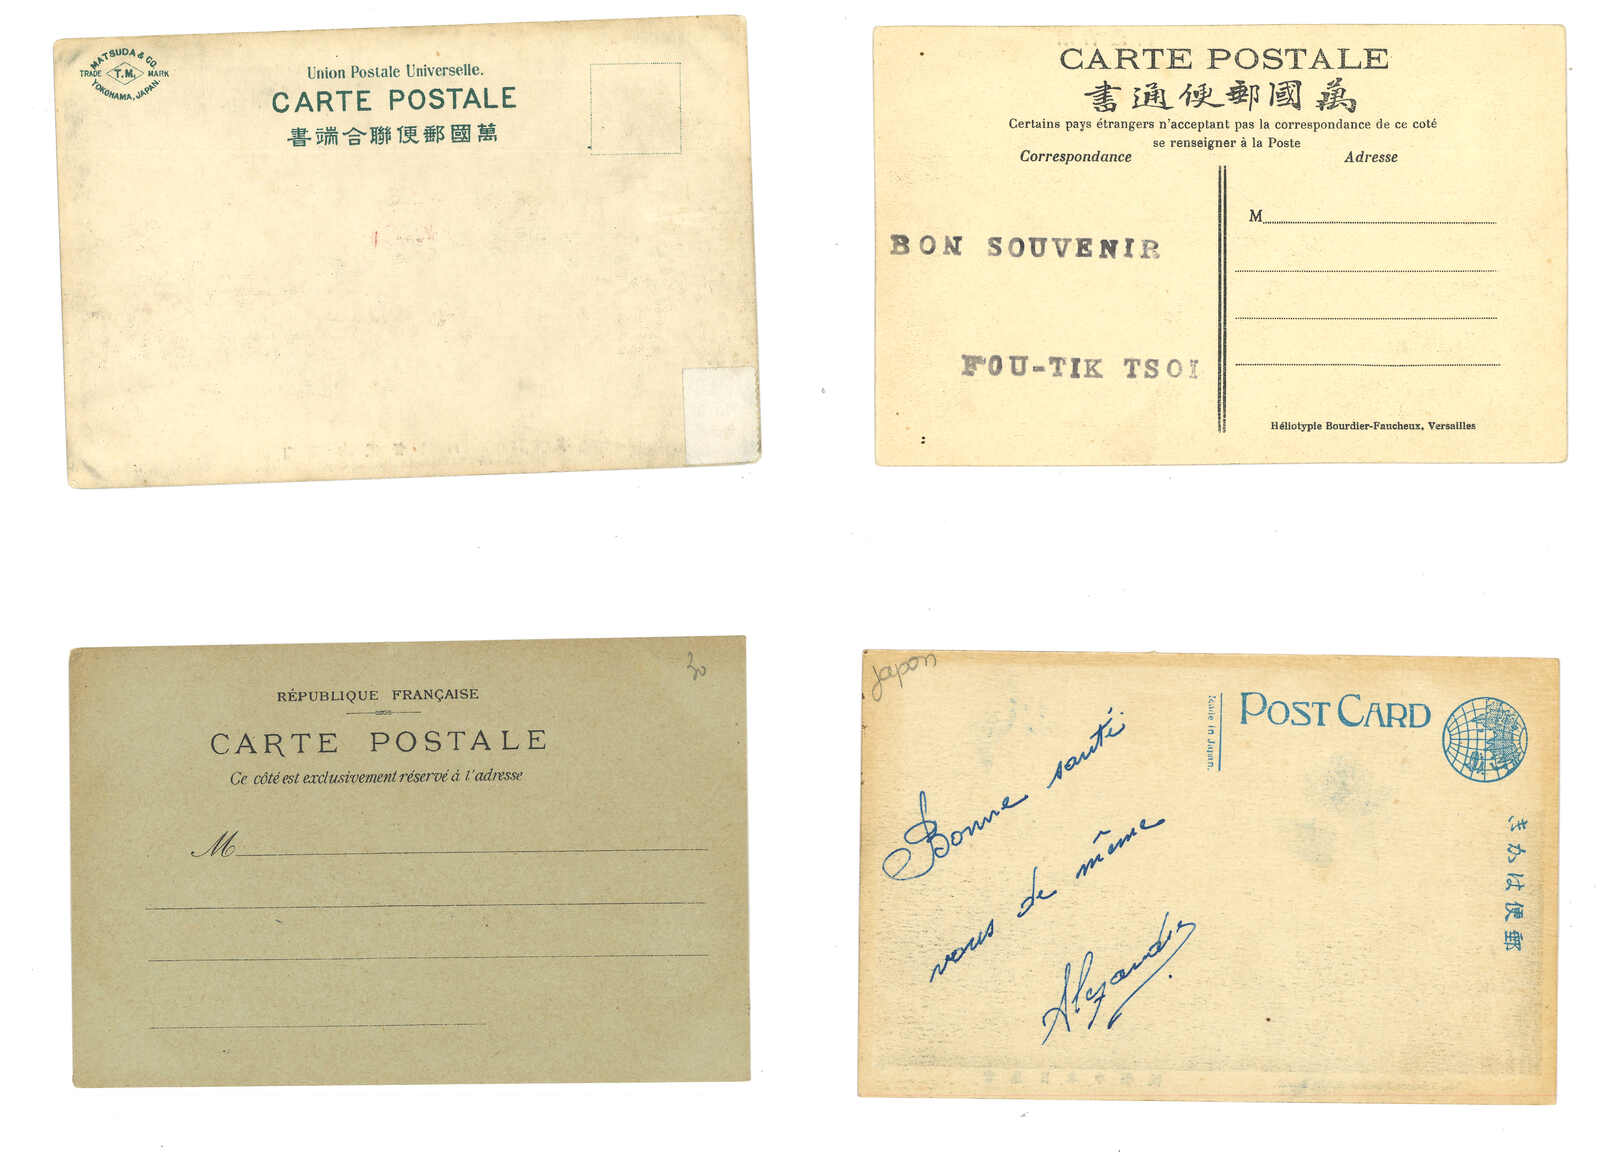 MATSUDA & CO.
TRADE T.M. MARK
YOKOHAMA, JAPAN.
Union Postale Universelle.
CARTE POSTALE
書端合聯便郵國萬
CARTE POSTALE
書通便郵國萬
Certains pays étrangers n'acceptant pas la correspondance de ce coté
se renseigner à la Poste
Correspondance Adresse
M
BON SOUVENIR
FOU-TIK TSOI
Héliotypie Bourdier-Faucheux, Versailles
30
RÉPUBLIQUE FRANÇAISE
CARTE POSTALE
Ce côté est exclusivement réservé à l'adresse
M
Japon
Made in Japan.
POST CARD
きかは便郵
Bonne santé
vous de même